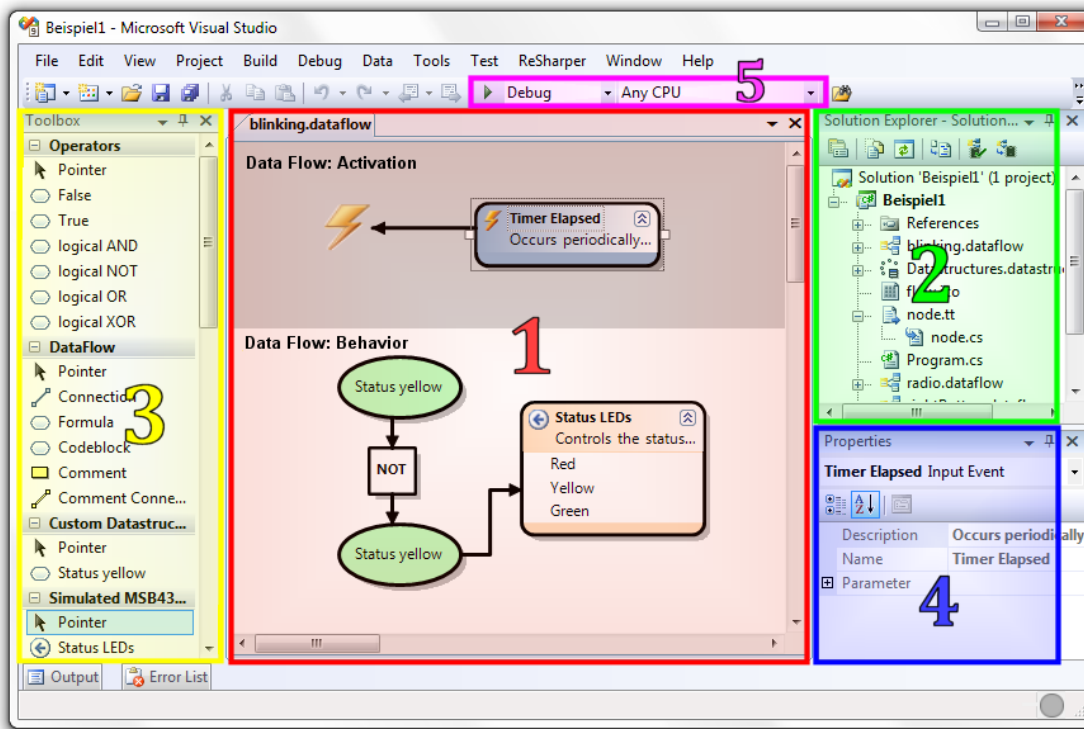 Beispiel1 - Microsoft Visual Studio
File Edit View Project Build Debug Data Tools Test ReSharper Window Help
Debug Any CPU
5
Toolbox
Operators
Pointer
False
True
logical AND
logical NOT
logical OR
logical XOR
DataFlow
Pointer
Connection
Formula
Codeblock
Comment
Comment Conne...
Custom Datastruc...
Pointer
Status yellow
Simulated MSB43...
Pointer
Status LEDs
3
blinking.dataflow
Data Flow: Activation
Timer Elapsed
Occurs periodically...
Data Flow: Behavior
1
Status yellow
NOT
Status yellow
Status LEDs
Controls the status...
Red
Yellow
Green
Solution Explorer - Solution...
Solution 'Beispiel1' (1 project)
Beispiel1
References
blinking.dataflow
Datastructures.datastru
node.tt
node.cs
Program.cs
radio.dataflow
2
Properties
Timer Elapsed Input Event
Description Occurs periodically
Name Timer Elapsed
Parameter
4
Output Error List